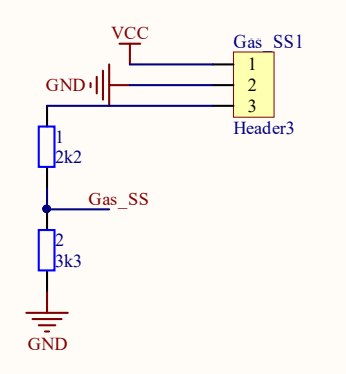 VCC
Gas_SS1
1
GND
2
3
Header3
1
2k2
Gas_SS
2
3k3
GND